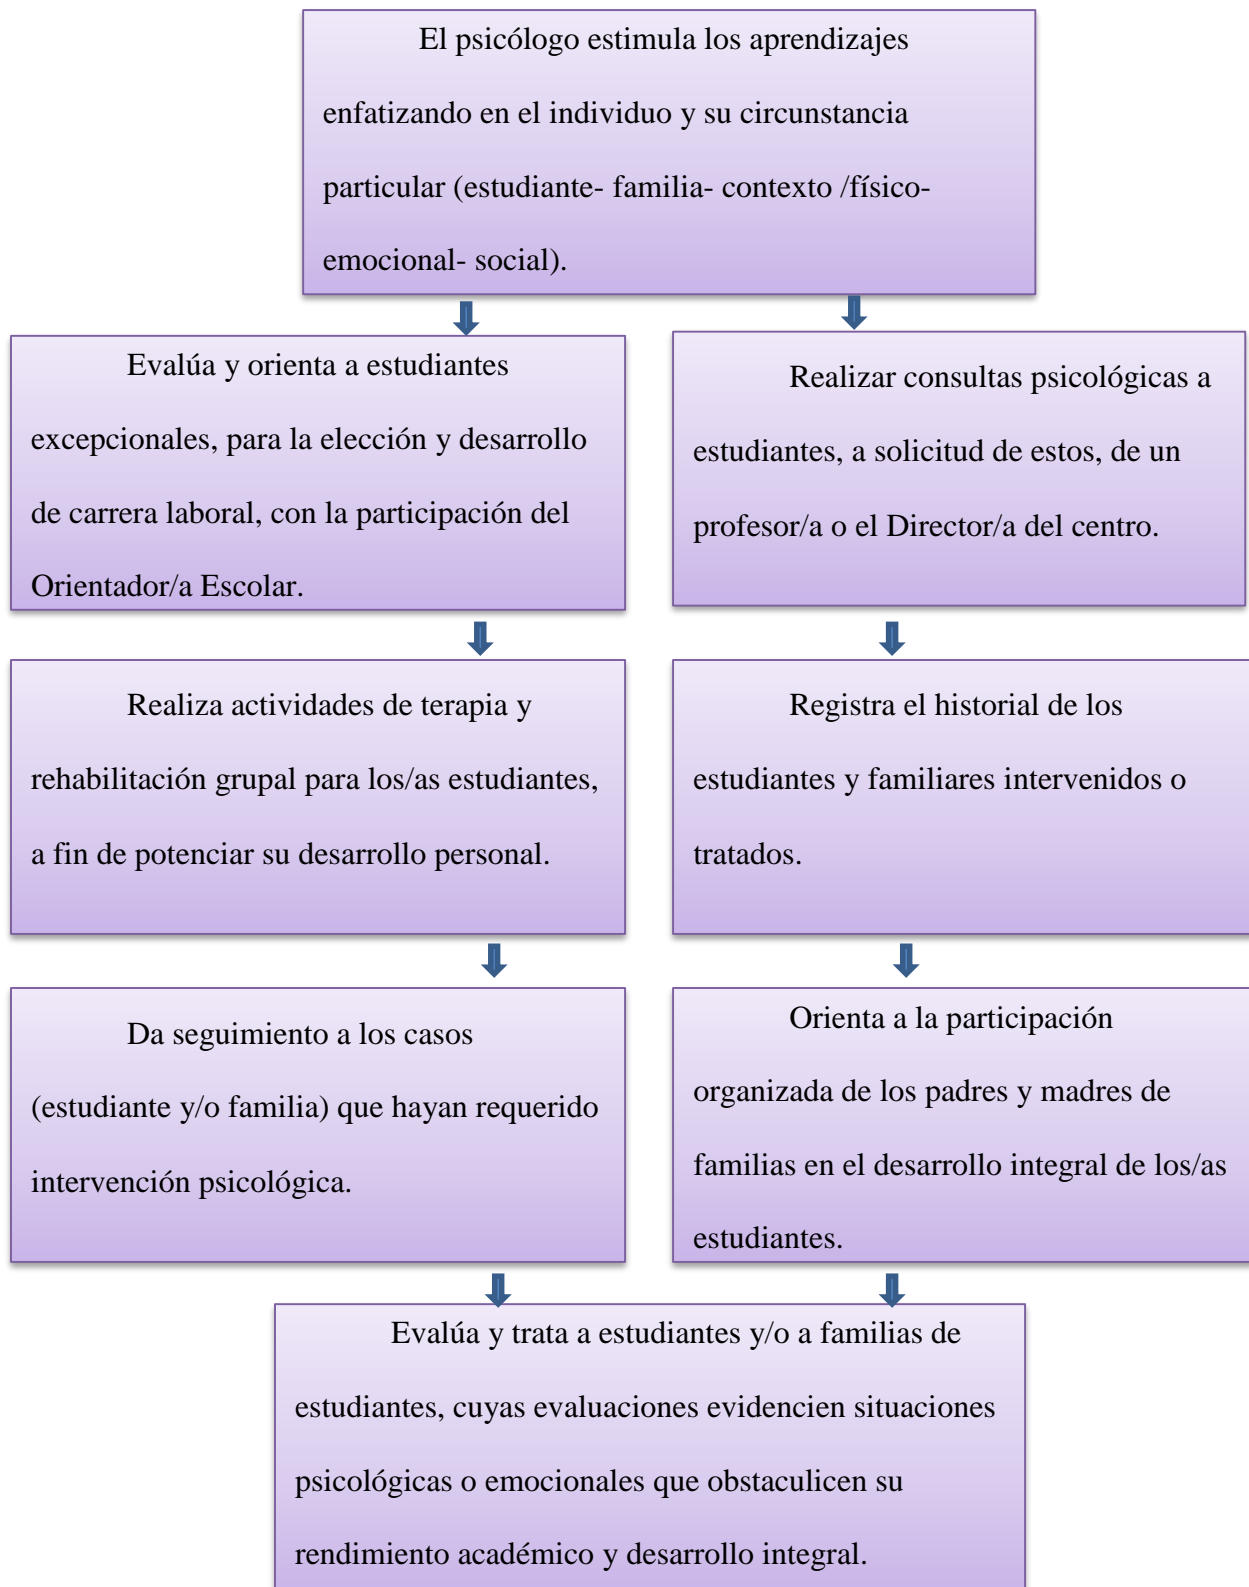 El psicólogo estimula los aprendizajes
enfatizando en el individuo y su circunstancia
particular (estudiante- familia- contexto /físico-
emocional- social).
Evalúa y orienta a estudiantes
excepcionales, para la elección y desarrollo
de carrera laboral, con la participación del
Orientador/a Escolar.
Realizar consultas psicológicas a
estudiantes, a solicitud de estos, de un
profesor/a o el Director/a del centro.
Realiza actividades de terapia y
rehabilitación grupal para los/as estudiantes,
a fin de potenciar su desarrollo personal.
Registra el historial de los
estudiantes y familiares intervenidos o
tratados.
Da seguimiento a los casos
(estudiante y/o familia) que hayan requerido
intervención psicológica.
Orienta a la participación
organizada de los padres y madres de
familias en el desarrollo integral de los/as
estudiantes.
Evalúa y trata a estudiantes y/o a familias de
estudiantes, cuyas evaluaciones evidencien situaciones
psicológicas o emocionales que obstaculicen su
rendimiento académico y desarrollo integral.